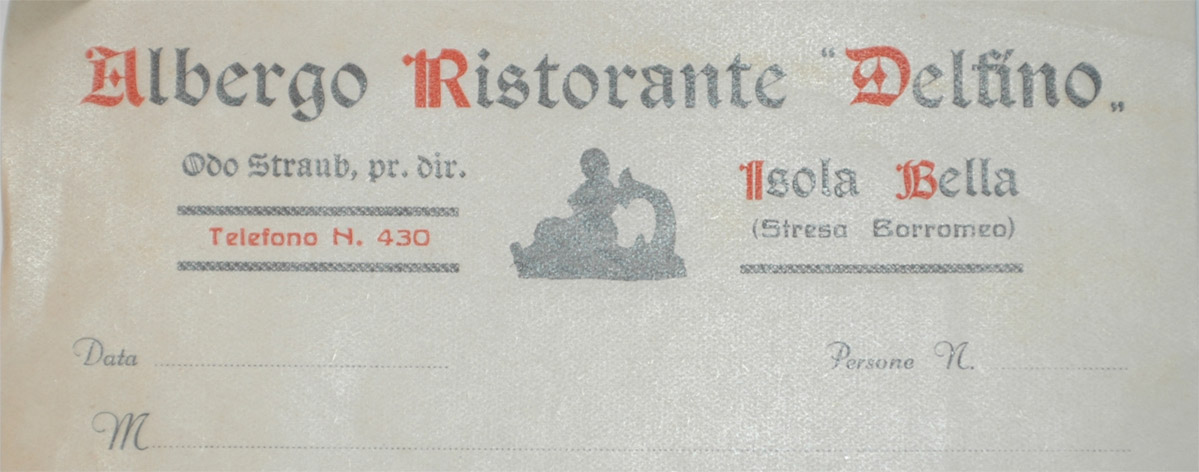 Albergo Ristorante “Delfino„
Odo Straub, pr. dir.
Telefono N. 430
Isola Bella
(Stresa Borromeo)
Data
Persone N.
M